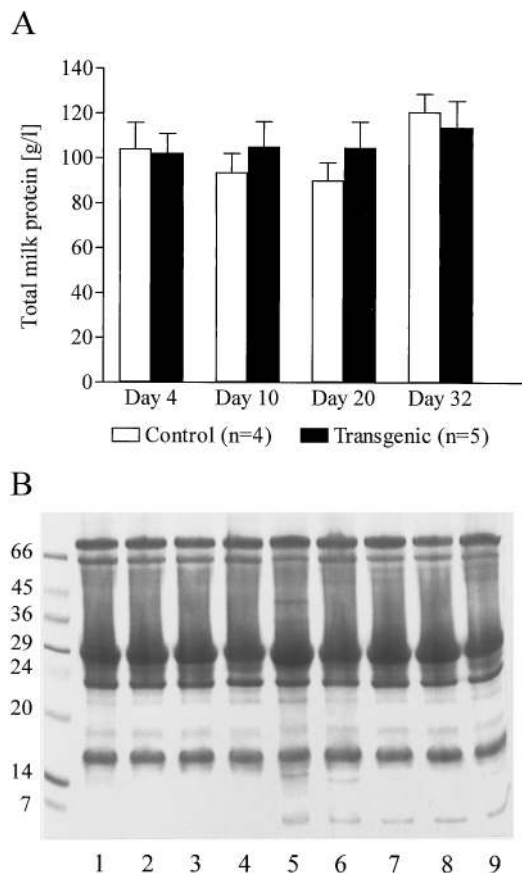 A
140
120
100
80
60
40
20
0
Total milk protein [g/l]
Day 4 Day 10 Day 20 Day 32
Control (n=4) Transgenic (n=5)
B
66
45
36
29
24
20
14
7
1 2 3 4 5 6 7 8 9